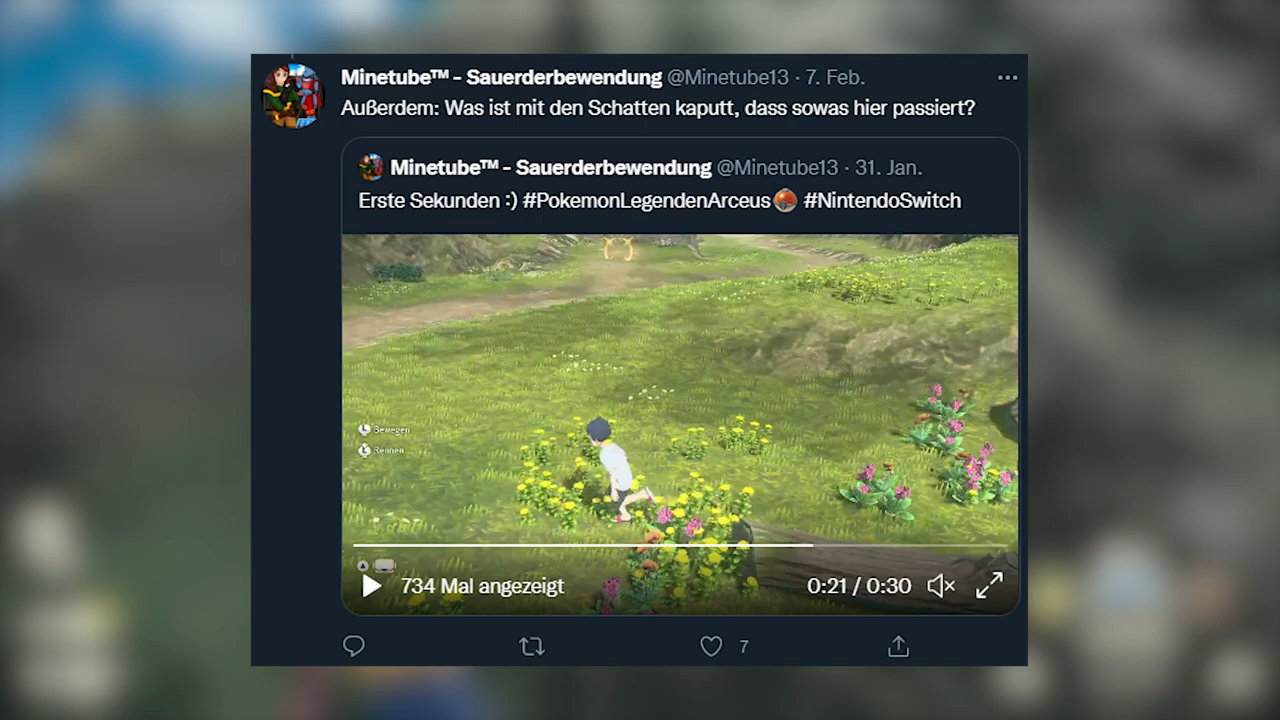 Minetube™ - Sauerderbewendung @Minetube13 · 7. Feb.
Außerdem: Was ist mit den Schatten kaputt, dass sowas hier passiert?
Minetube™ - Sauerderbewendung @Minetube13 · 31. Jan.
Erste Sekunden :) #PokemonLegendenArceus #NintendoSwitch
L Bewegen
Rennen
734 Mal angezeigt 0:21 / 0:30
7